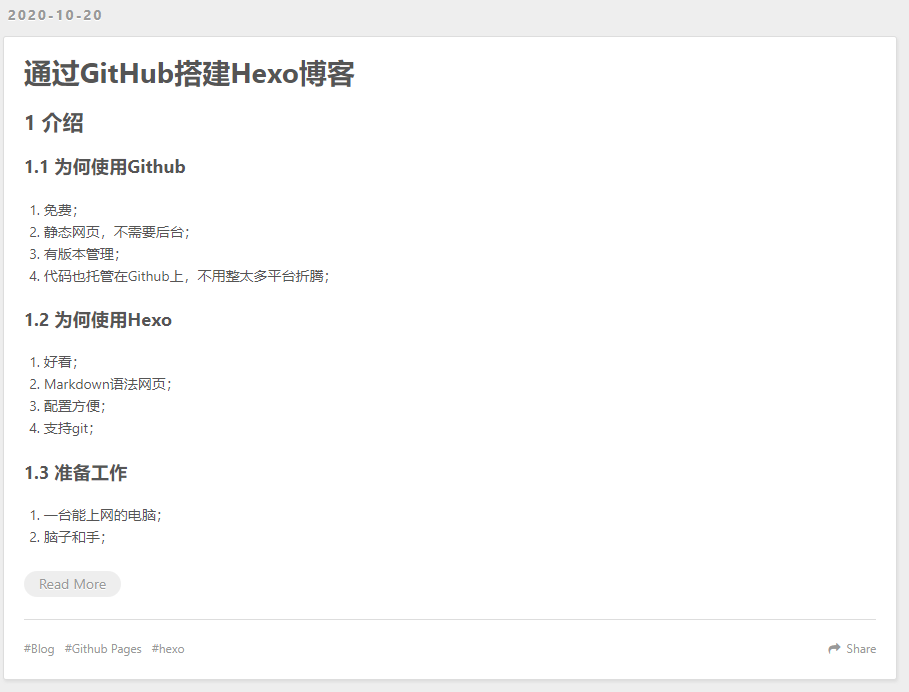 2020-10-20
通过GitHub搭建Hexo博客
1 介绍
1.1 为何使用Github
1. 免费；
2. 静态网页，不需要后台；
3. 有版本管理；
4. 代码也托管在Github上，不用整太多平台折腾；
1.2 为何使用Hexo
1. 好看；
2. Markdown语法网页；
3. 配置方便；
4. 支持git；
1.3 准备工作
1. 一台能上网的电脑；
2. 脑子和手；
Read More
#Blog #Github Pages #hexo Share